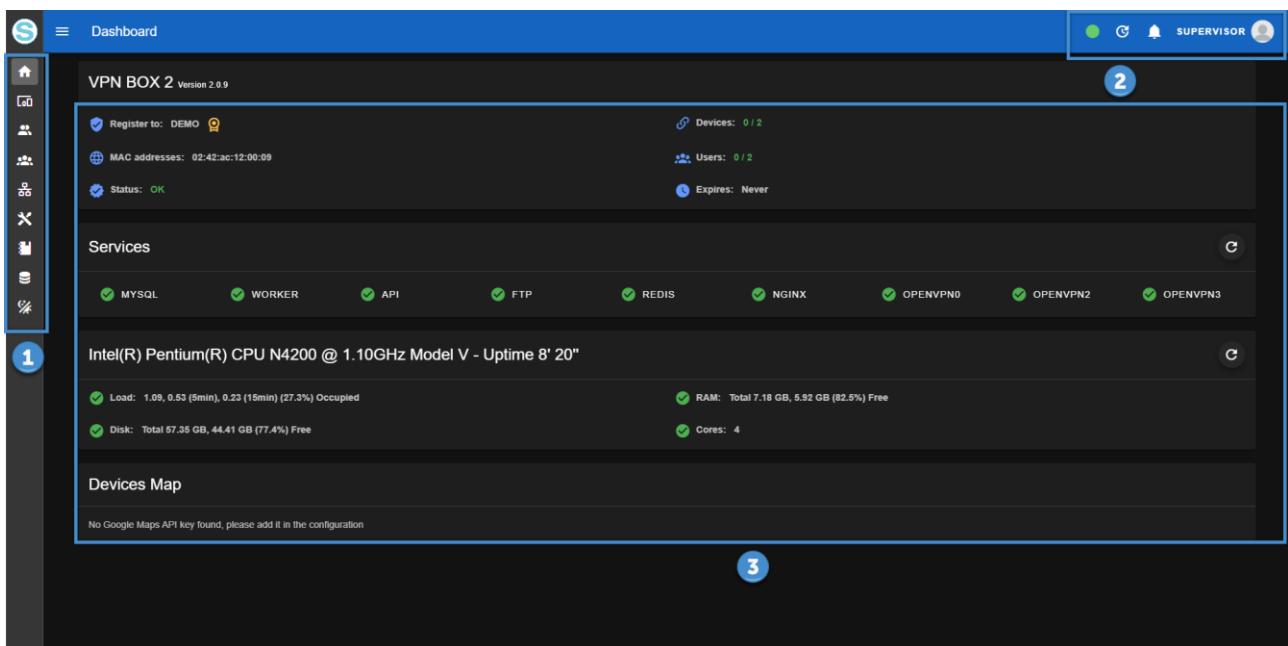 S Dashboard SUPERVISOR
2
VPN BOX 2 Version 2.0.9
Register to: DEMO Devices: 0 / 2
MAC addresses: 02:42:ac:12:00:09 Users: 0 / 2
Status: OK Expires: Never
Services
MYSQL WORKER API FTP REDIS NGINX OPENVPN0 OPENVPN2 OPENVPN3
1
Intel(R) Pentium(R) CPU N4200 @ 1.10GHz Model V - Uptime 8' 20"
Load: 1.09, 0.53 (5min), 0.23 (15min) (27.3%) Occupied RAM: Total 7.18 GB, 5.92 GB (82.5%) Free
Disk: Total 57.35 GB, 44.41 GB (77.4%) Free Cores: 4
Devices Map
No Google Maps API key found, please add it in the configuration
3